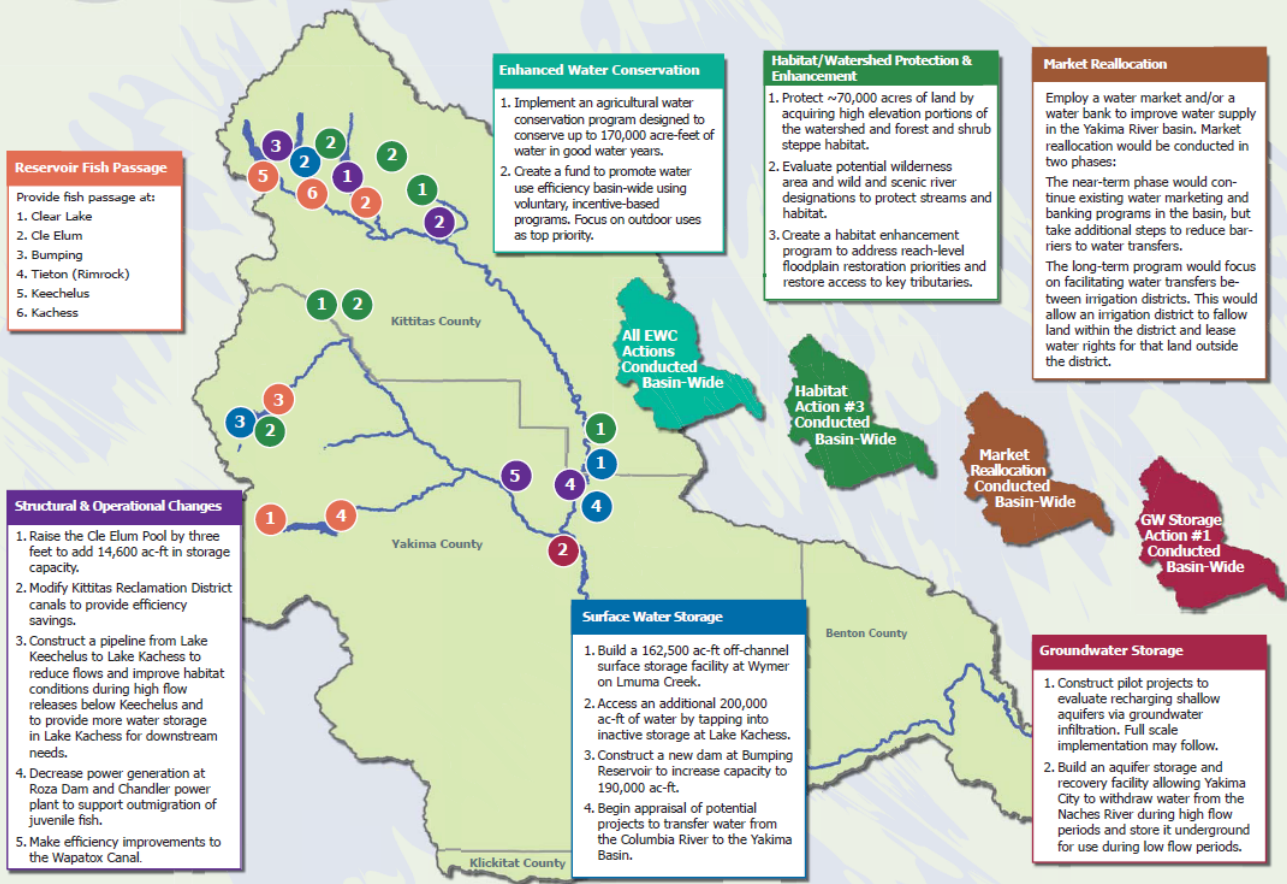 Reservoir Fish Passage
Provide fish passage at:
1. Clear Lake
2. Cle Elum
3. Bumping
4. Tieton (Rimrock)
5. Keechelus
6. Kachess
Structural & Operational Changes
1. Raise the Cle Elum Pool by three
feet to add 14,600 ac-ft in storage
capacity.
2. Modify Kittitas Reclamation District
canals to provide efficiency
savings.
3. Construct a pipeline from Lake
Keechelus to Lake Kachess to
reduce flows and improve habitat
conditions during high flow
releases below Keechelus and
to provide more water storage
in Lake Kachess for downstream
needs.
4. Decrease power generation at
Roza Dam and Chandler power
plant to support outmigration of
juvenile fish.
5. Make efficiency improvements to
the Wapatox Canal.
3
2
2
2
5
6
1
2
1
2
1
2
Kittitas County
3
3
2
1
1
5
4
4
1
4
2
Yakima County
Benton County
Klickitat County
Enhanced Water Conservation
1. Implement an agricultural water
conservation program designed to
conserve up to 170,000 acre-feet of
water in good water years.
2. Create a fund to promote water
use efficiency basin-wide using
voluntary, incentive-based
programs. Focus on outdoor uses
as top priority.
Habitat/Watershed Protection &
Enhancement
1. Protect ~70,000 acres of land by
acquiring high elevation portions of
the watershed and forest and shrub
steppe habitat.
2. Evaluate potential wilderness
area and wild and scenic river
designations to protect streams and
habitat.
3. Create a habitat enhancement
program to address reach-level
floodplain restoration priorities and
restore access to key tributaries.
Market Reallocation
Employ a water market and/or a
water bank to improve water supply
in the Yakima River basin. Market
reallocation would be conducted in
two phases:
The near-term phase would con-
tinue existing water marketing and
banking programs in the basin, but
take additional steps to reduce bar-
riers to water transfers.
The long-term program would focus
on facilitating water transfers be-
tween irrigation districts. This would
allow an irrigation district to fallow
land within the district and lease
water rights for that land outside
the district.
All EWC
Actions
Conducted
Basin-Wide
Habitat
Action #3
Conducted
Basin-Wide
Market
Reallocation
Conducted
Basin-Wide
GW Storage
Action #1
Conducted
Basin-Wide
Surface Water Storage
1. Build a 162,500 ac-ft off-channel
surface storage facility at Wymer
on Lmuma Creek.
2. Access an additional 200,000
ac-ft of water by tapping into
inactive storage at Lake Kachess.
3. Construct a new dam at Bumping
Reservoir to increase capacity to
190,000 ac-ft.
4. Begin appraisal of potential
projects to transfer water from
the Columbia River to the Yakima
Basin.
Groundwater Storage
1. Construct pilot projects to
evaluate recharging shallow
aquifers via groundwater
infiltration. Full scale
implementation may follow.
2. Build an aquifer storage and
recovery facility allowing Yakima
City to withdraw water from the
Naches River during high flow
periods and store it underground
for use during low flow periods.